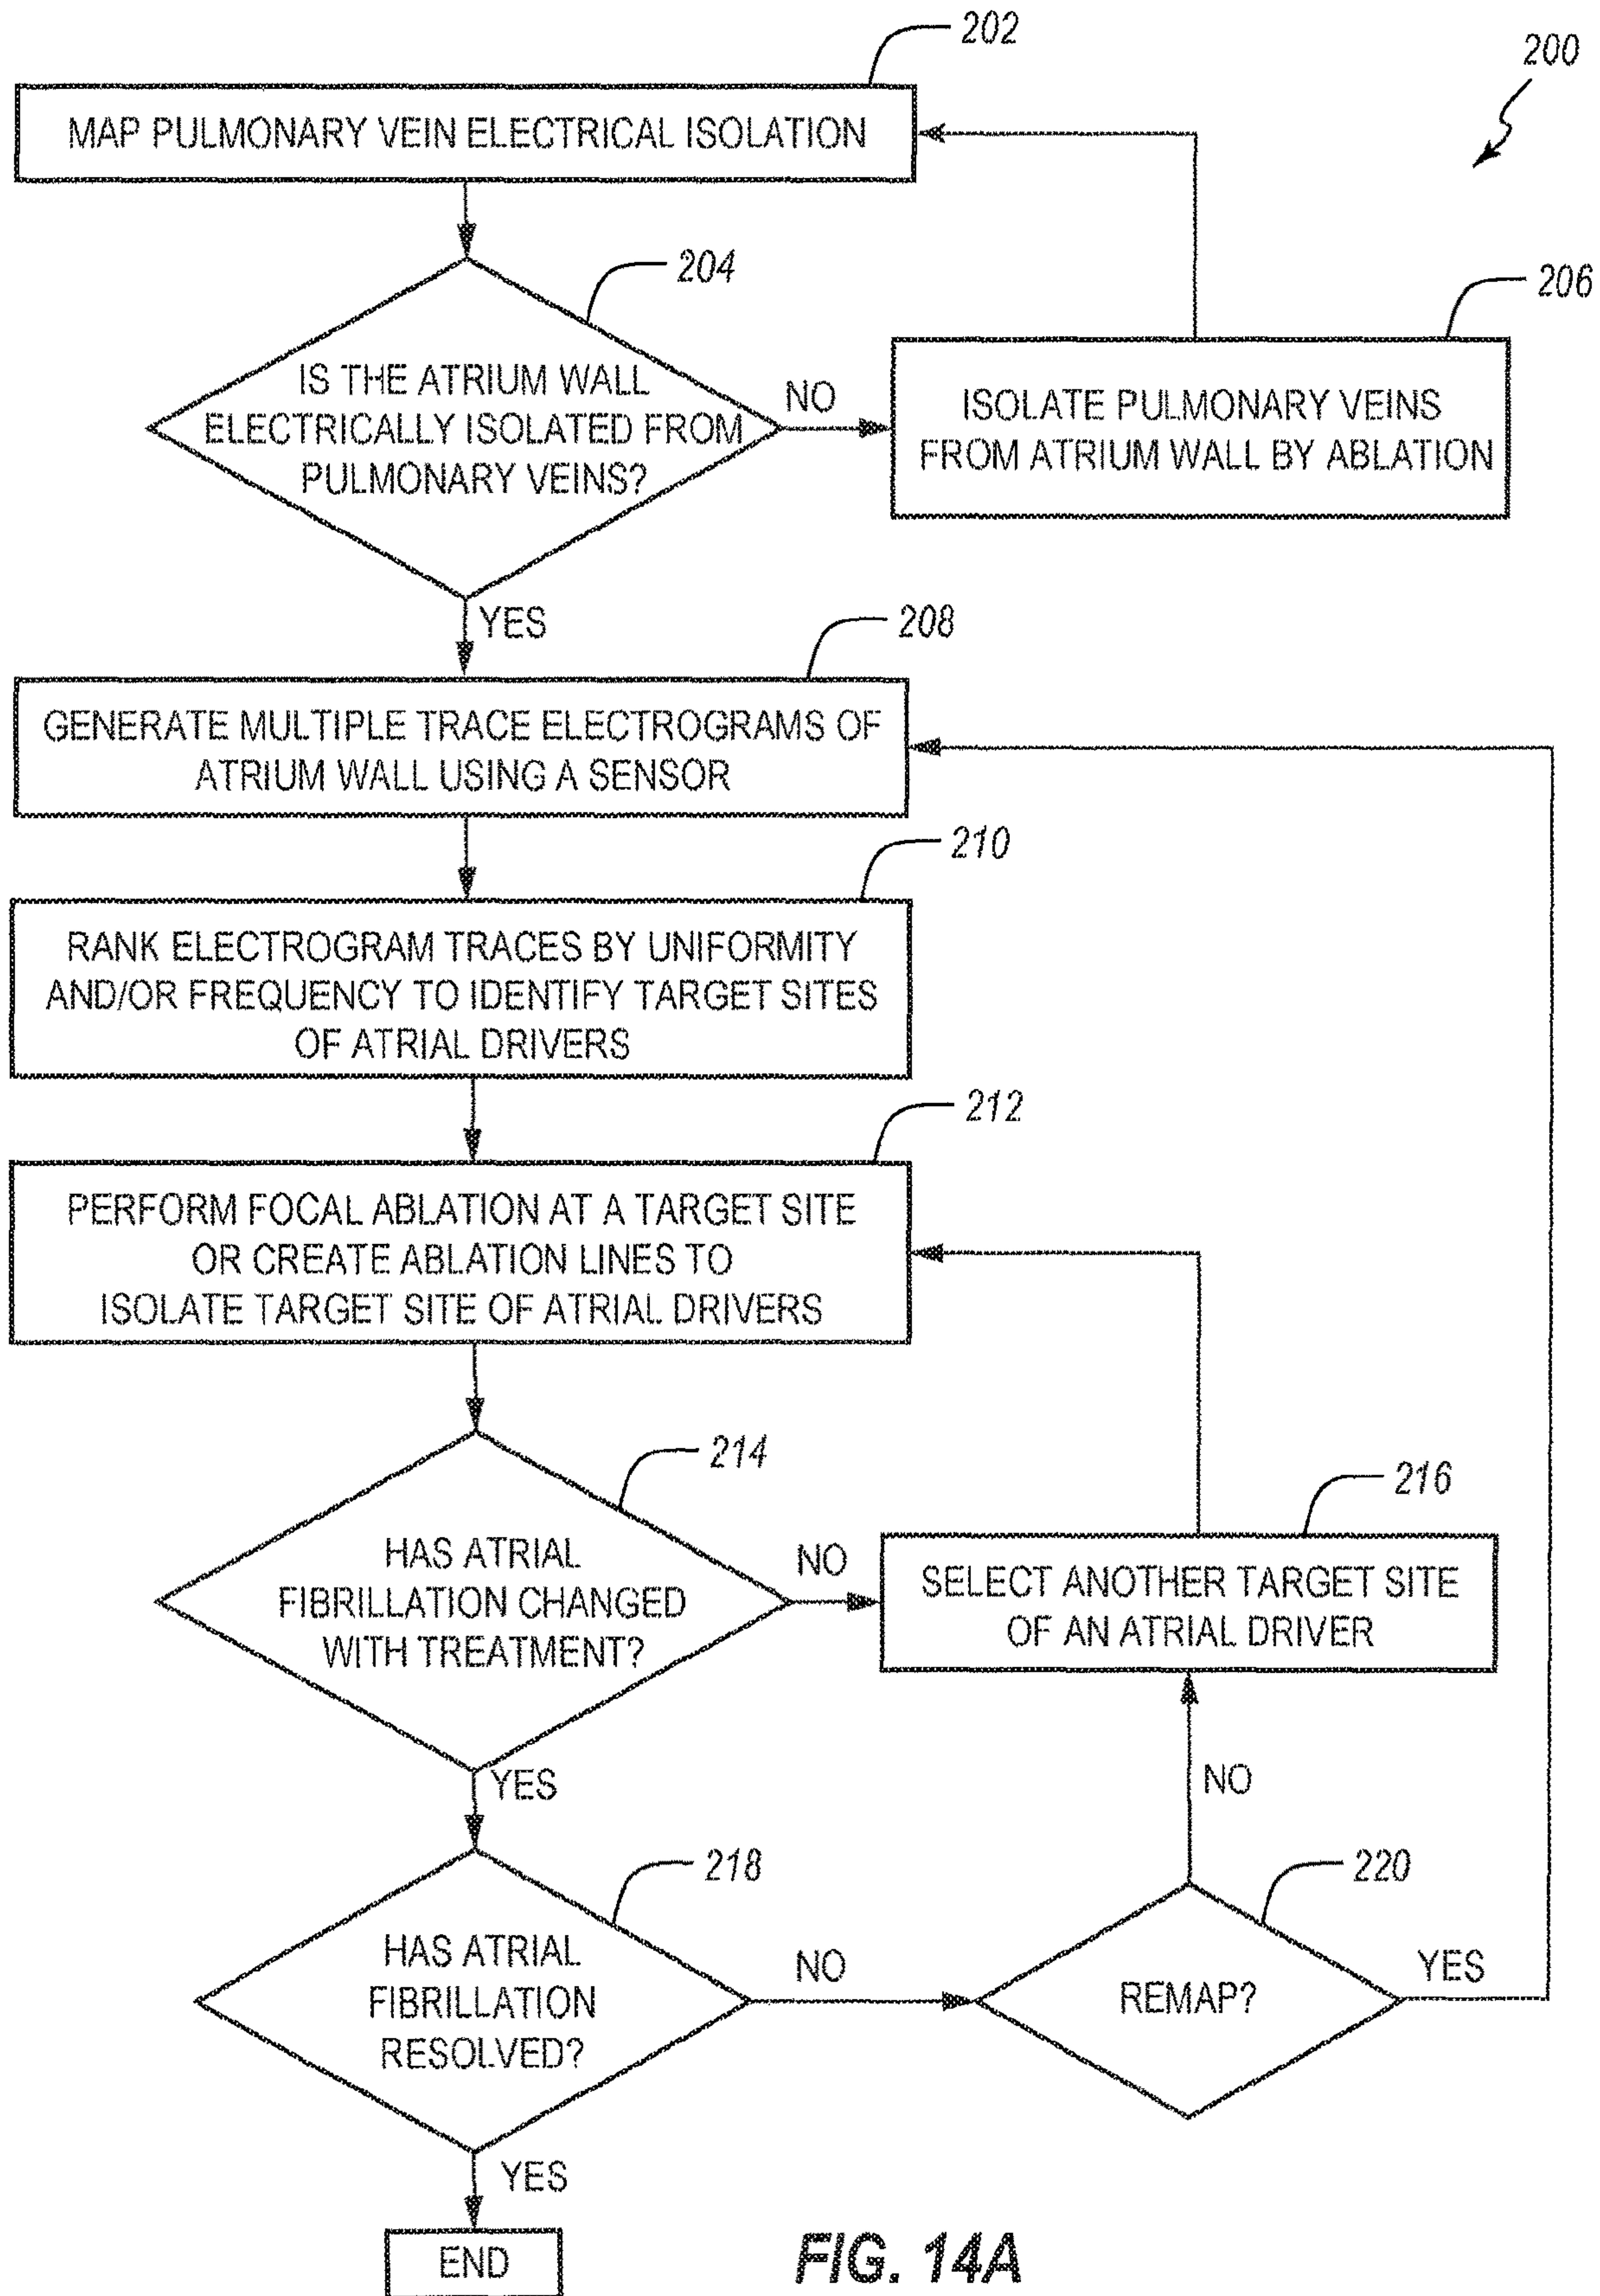 202
200
MAP PULMONARY VEIN ELECTRICAL ISOLATION
204
206
IS THE ATRIUM WALL
ELECTRICALLY ISOLATED FROM
PULMONARY VEINS?
NO
ISOLATE PULMONARY VEINS
FROM ATRIUM WALL BY ABLATION
YES
208
GENERATE MULTIPLE TRACE ELECTROGRAMS OF
ATRIUM WALL USING A SENSOR
210
RANK ELECTROGRAM TRACES BY UNIFORMITY
AND/OR FREQUENCY TO IDENTIFY TARGET SITES
OF ATRIAL DRIVERS
212
PERFORM FOCAL ABLATION AT A TARGET SITE
OR CREATE ABLATION LINES TO
ISOLATE TARGET SITE OF ATRIAL DRIVERS
214
216
HAS ATRIAL
FIBRILLATION CHANGED
WITH TREATMENT?
NO
SELECT ANOTHER TARGET SITE
OF AN ATRIAL DRIVER
YES
NO
218
220
HAS ATRIAL
FIBRILLATION
RESOLVED?
NO
REMAP?
YES
YES
END
FIG. 14A